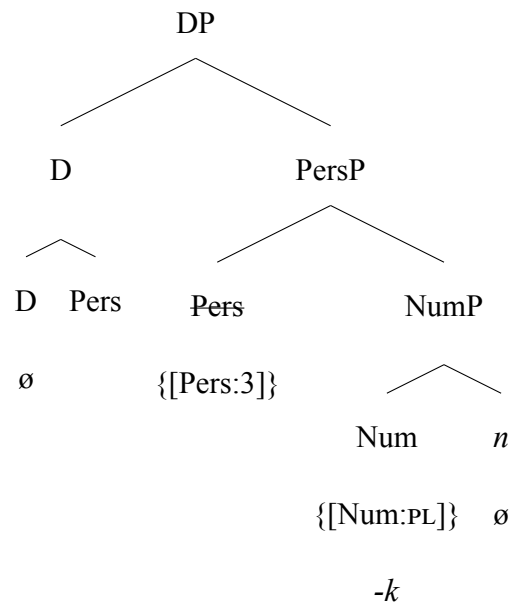 DP
D PersP
D Pers Pers NumP
ø {[Pers:3]}
Num n
{[Num:PL]} ø
-k